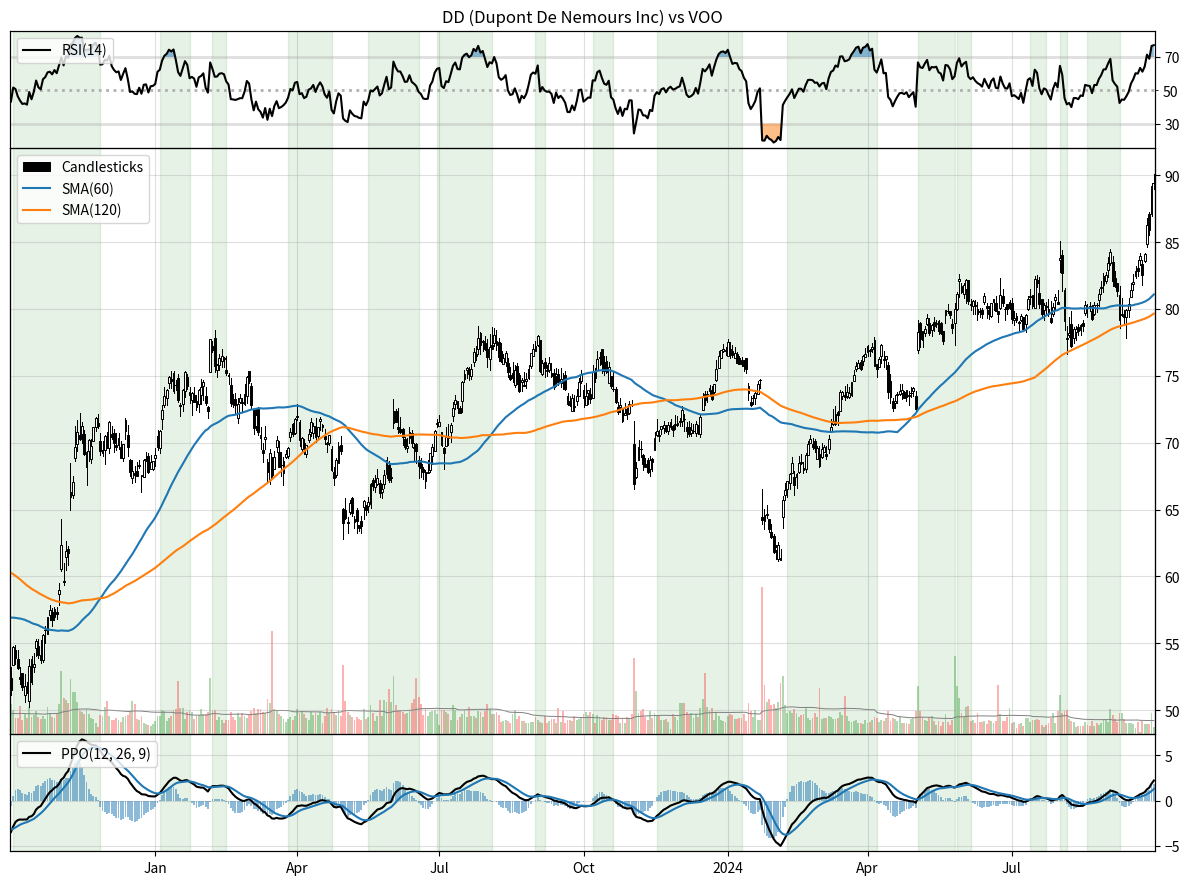 DD (Dupont De Nemours Inc) vs VOO
RSI(14)
70
50
30
Candlesticks
SMA(60)
SMA(120)
90
85
80
75
70
65
60
55
50
PPO(12, 26, 9)
5
0
−5
Jan Apr Jul Oct 2024 Apr Jul